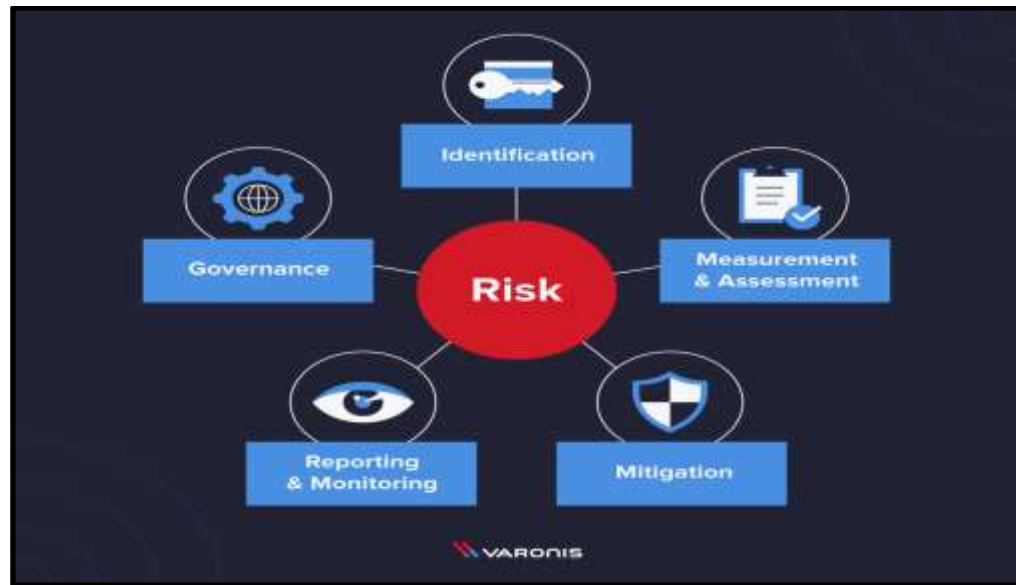 Identification
Governance
Measurement
& Assessment
Risk
Reporting
& Monitoring
Mitigation
VARONIS